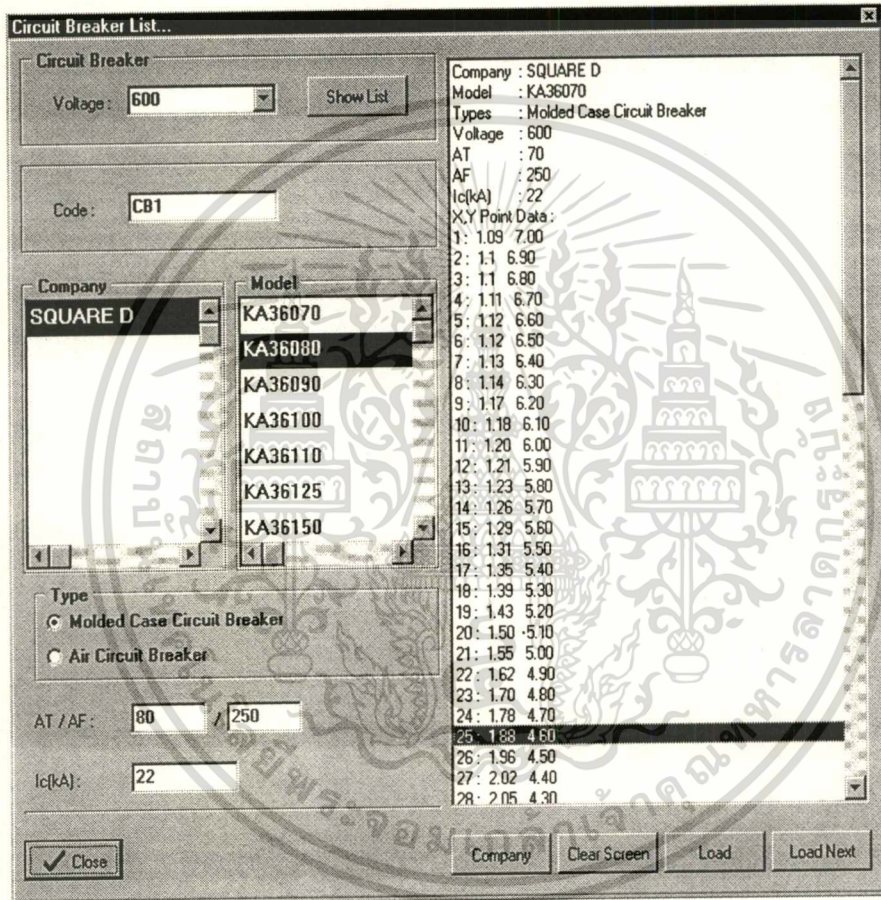 Circuit Breaker List...
Circuit Breaker
Voltage : 600
Show List
Code : CB1
Company
SQUARE D
Model
KA36070
KA36080
KA36090
KA36100
KA36110
KA36125
KA36150
Type
Molded Case Circuit Breaker
Air Circuit Breaker
AT / AF : 80 / 250
Ic(kA) : 22
Close
Company : SQUARE D
Model : KA36070
Types : Molded Case Circuit Breaker
Voltage : 600
AT : 70
AF : 250
Ic(kA) : 22
X,Y Point Data :
1 : 1.09 7.00
2 : 1.1 6.90
3 : 1.1 6.80
4 : 1.11 6.70
5 : 1.12 6.60
6 : 1.12 6.50
7 : 1.13 6.40
8 : 1.14 6.30
9 : 1.17 6.20
10 : 1.18 6.10
11 : 1.20 6.00
12 : 1.21 5.90
13 : 1.23 5.80
14 : 1.26 5.70
15 : 1.29 5.60
16 : 1.31 5.50
17 : 1.35 5.40
18 : 1.39 5.30
19 : 1.43 5.20
20 : 1.50 5.10
21 : 1.55 5.00
22 : 1.62 4.90
23 : 1.70 4.80
24 : 1.78 4.70
25 : 1.88 4.60
26 : 1.96 4.50
27 : 2.02 4.40
28 : 2.05 4.30
Company
Clear Screen
Load
Load Next